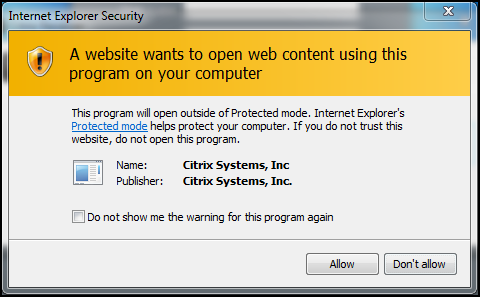 Internet Explorer Security
A website wants to open web content using this
program on your computer
This program will open outside of Protected mode. Internet Explorer's
Protected mode helps protect your computer. If you do not trust this
website, do not open this program.
Name: Citrix Systems, Inc
Publisher: Citrix Systems, Inc.
Do not show me the warning for this program again
Allow Don't allow